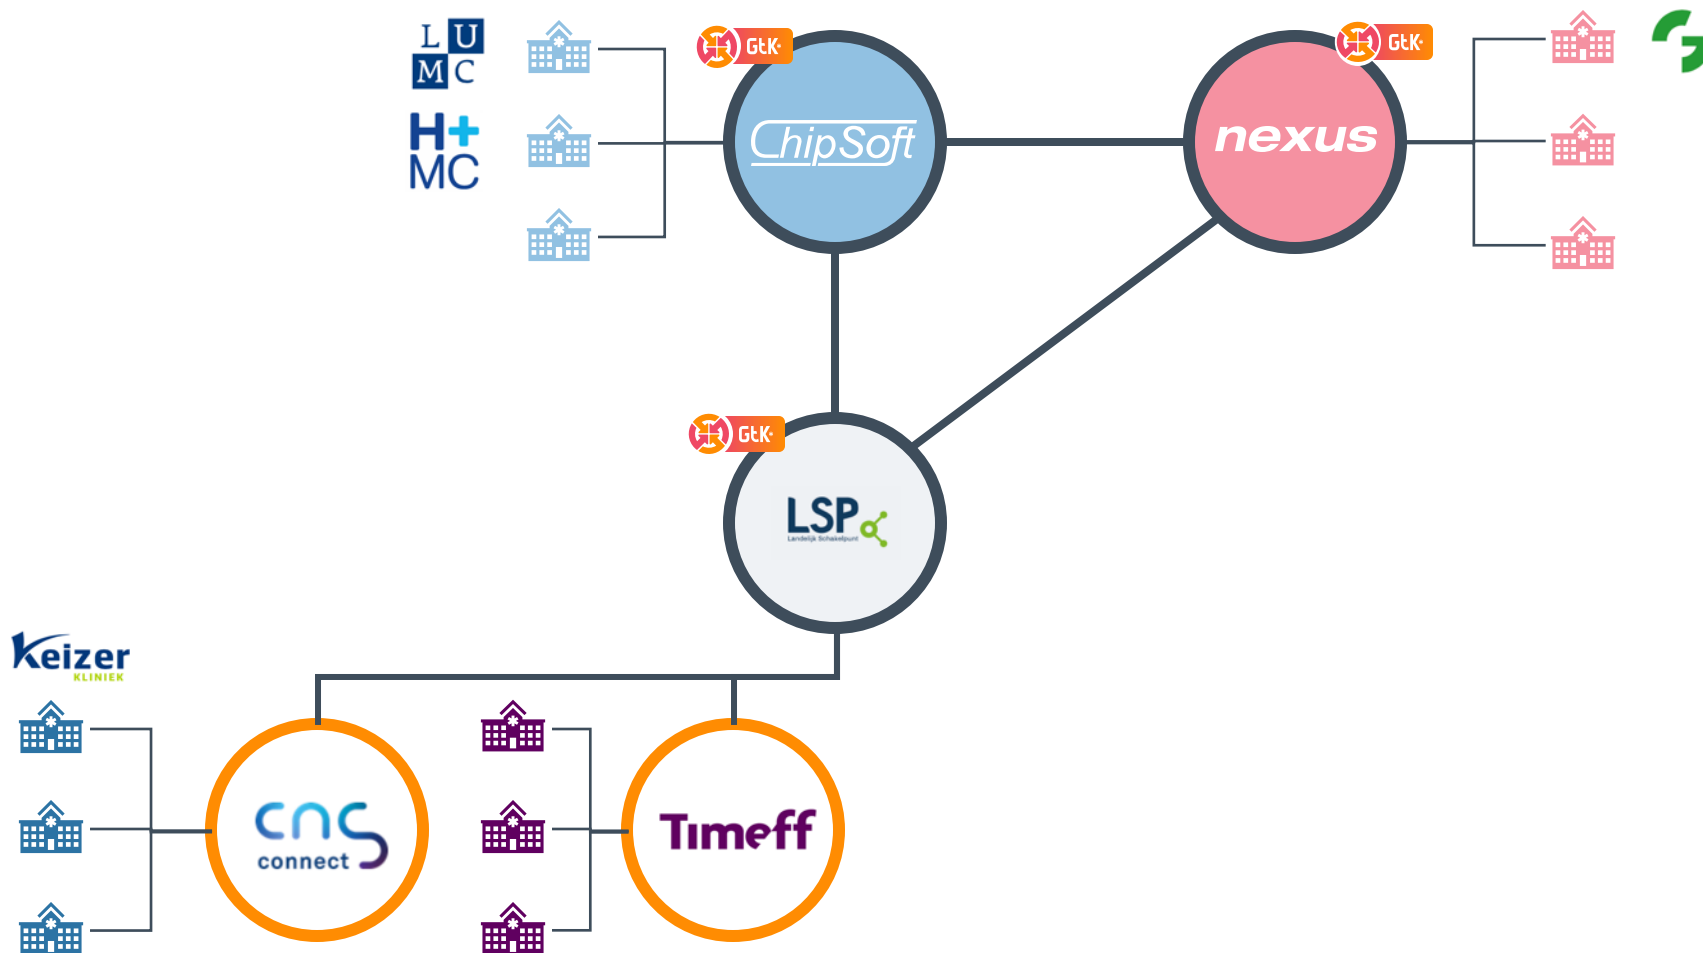 L U
M C
H+
MC
GtK
ChipSoft
GtK
nexus
G
GtK
LSP
Landelijk Schakelpunt
Keizer
KLINIEK
cns
connect
Timeff